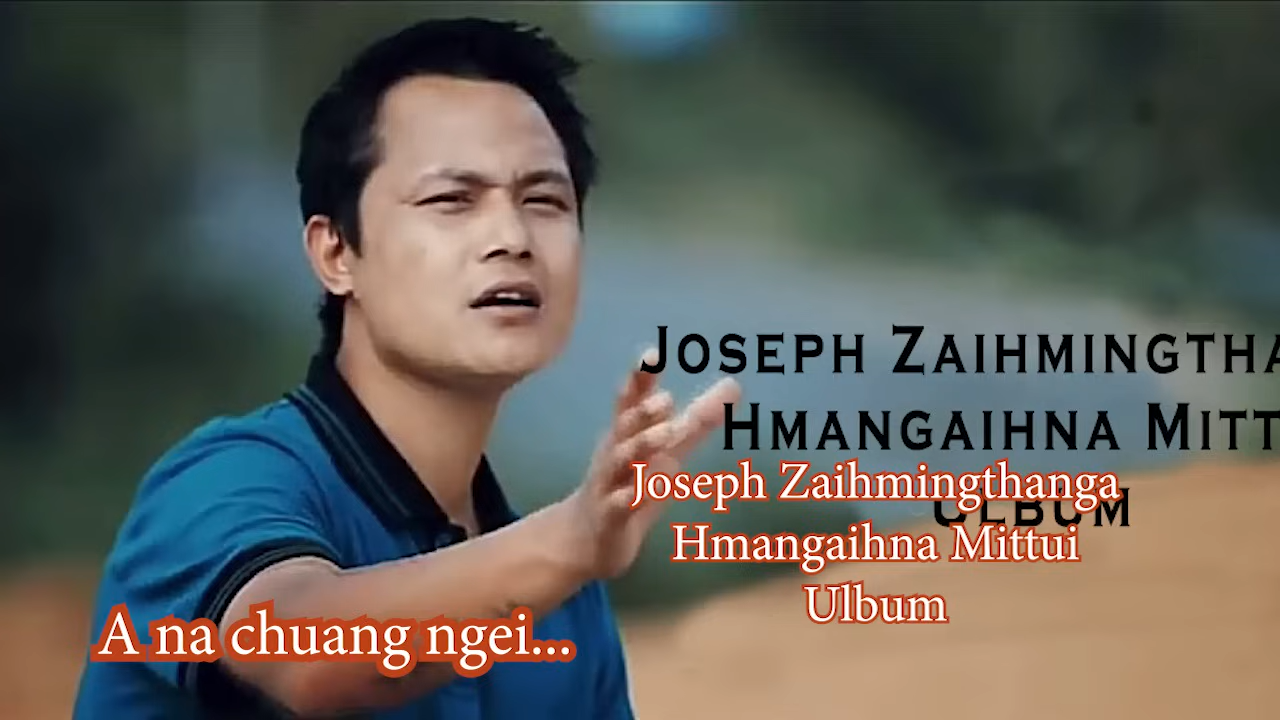 Joseph Zaihmingtha
Hmangaihna Mitt
Ulbum
Joseph Zaihmingthanga
Hmangaihna Mittui
Ulbum
A na chuang ngei...